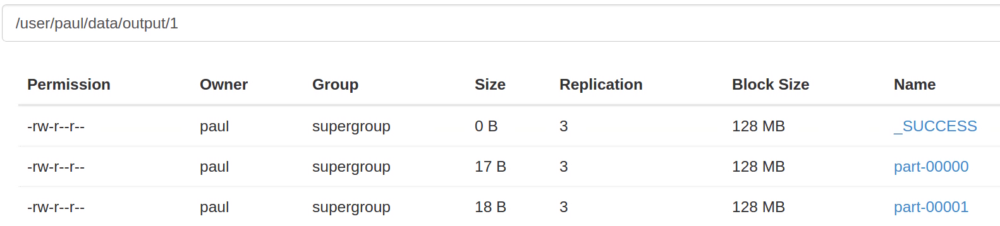 /user/paul/data/output/1
Permission Owner Group Size Replication Block Size Name
-rw-r--r-- paul supergroup 0 B 3 128 MB _SUCCESS
-rw-r--r-- paul supergroup 17 B 3 128 MB part-00000
-rw-r--r-- paul supergroup 18 B 3 128 MB part-00001